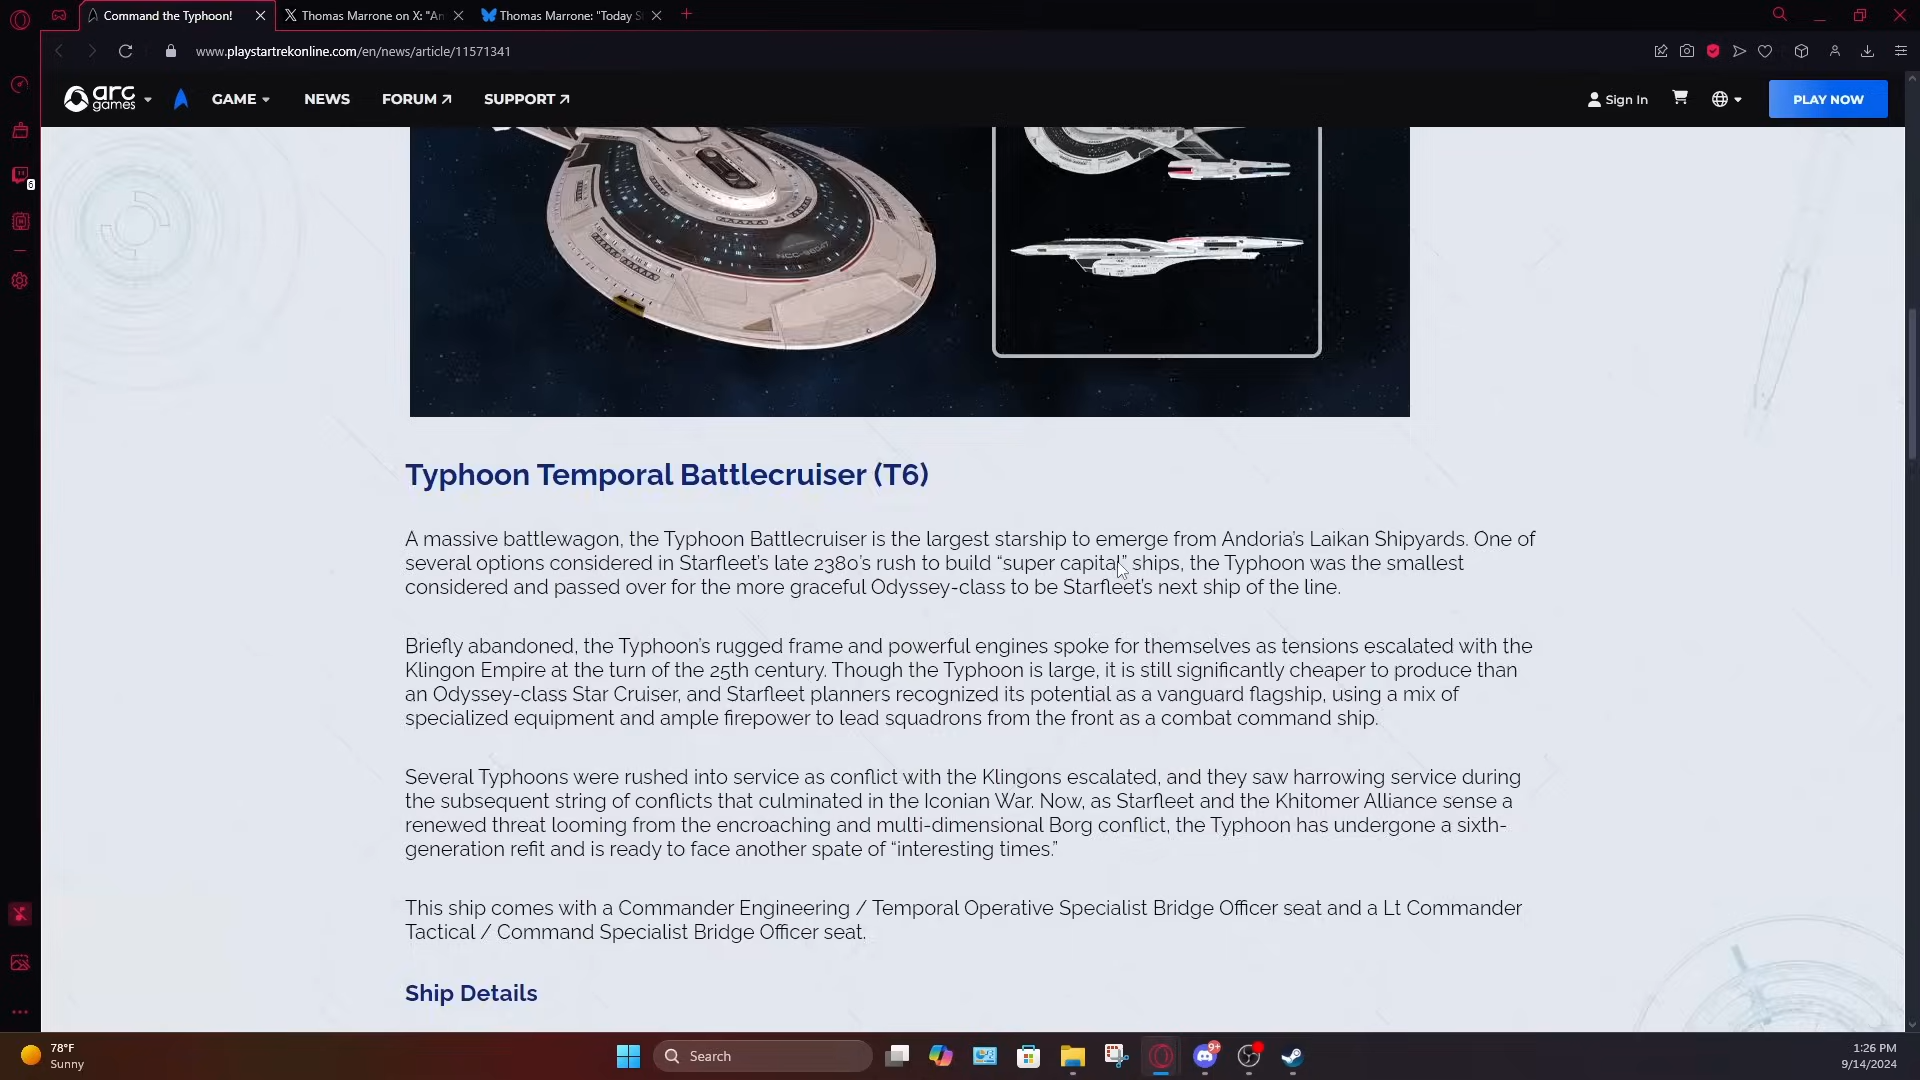 Command the Typhoon!
Thomas Marrone on X: "An
Thomas Marrone: "Today S
www.playstartrekonline.com/en/news/article/11571341
arc games
GAME
NEWS
FORUM
SUPPORT
Sign In
PLAY NOW
6
Typhoon Temporal Battlecruiser (T6)
A massive battlewagon, the Typhoon Battlecruiser is the largest starship to emerge from Andoria's Laikan Shipyards. One of
several options considered in Starfleet's late 2380's rush to build “super capital” ships, the Typhoon was the smallest
considered and passed over for the more graceful Odyssey-class to be Starfleet's next ship of the line.
Briefly abandoned, the Typhoon's rugged frame and powerful engines spoke for themselves as tensions escalated with the
Klingon Empire at the turn of the 25th century. Though the Typhoon is large, it is still significantly cheaper to produce than
an Odyssey-class Star Cruiser, and Starfleet planners recognized its potential as a vanguard flagship, using a mix of
specialized equipment and ample firepower to lead squadrons from the front as a combat command ship.
Several Typhoons were rushed into service as conflict with the Klingons escalated, and they saw harrowing service during
the subsequent string of conflicts that culminated in the Iconian War. Now, as Starfleet and the Khitomer Alliance sense a
renewed threat looming from the encroaching and multi-dimensional Borg conflict, the Typhoon has undergone a sixth-
generation refit and is ready to face another spate of “interesting times.”
This ship comes with a Commander Engineering / Temporal Operative Specialist Bridge Officer seat and a Lt Commander
Tactical / Command Specialist Bridge Officer seat.
Ship Details
78°F
Sunny
Search
9+
1:26 PM
9/14/2024